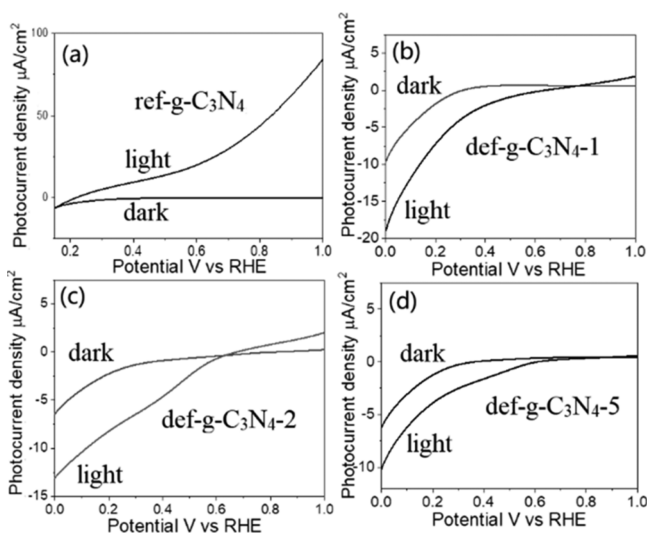 (a)
Photocurrent density μA/cm²
100
50
0
ref-g-C₃N₄
light
dark
0.2 0.4 0.6 0.8 1.0
Potential V vs RHE
(b)
Photocurrent density μA/cm²
5
0
-5
-10
-15
-20
dark
def-g-C₃N₄-1
light
0.0 0.2 0.4 0.6 0.8 1.0
Potential V vs RHE
(c)
Photocurrent density μA/cm²
5
0
-5
-10
-15
dark
def-g-C₃N₄-2
light
0.0 0.2 0.4 0.6 0.8 1.0
Potential V vs RHE
(d)
Photocurrent density μA/cm²
5
0
-5
-10
dark
def-g-C₃N₄-5
light
0.0 0.2 0.4 0.6 0.8 1.0
Potential V vs RHE